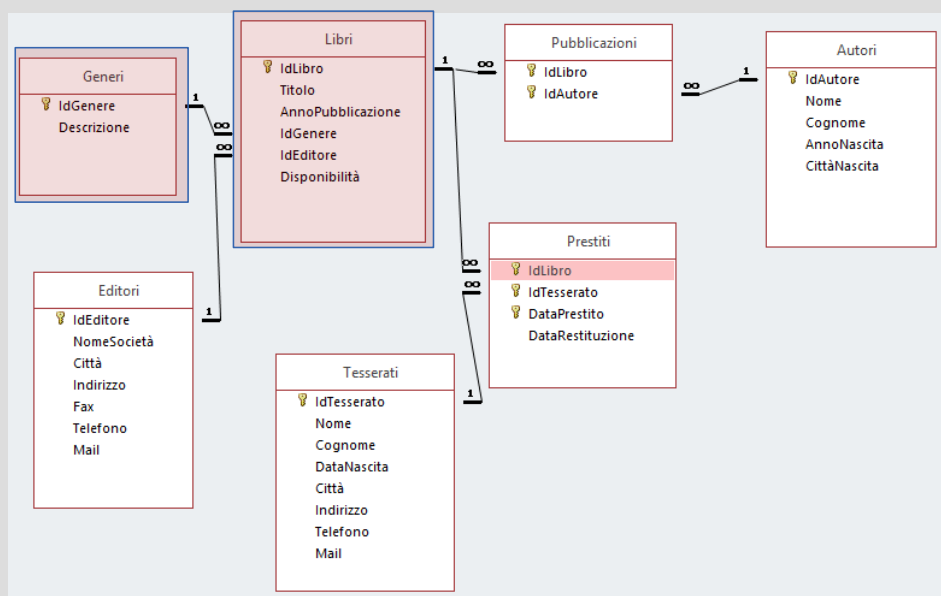 Generi
IdGenere
Descrizione
1
∞
Libri
IdLibro
Titolo
AnnoPubblicazione
IdGenere
IdEditore
Disponibilità
∞
1
1
∞
Pubblicazioni
IdLibro
IdAutore
∞
1
Autori
IdAutore
Nome
Cognome
AnnoNascita
CittàNascita
∞
∞
1
Prestiti
IdLibro
IdTesserato
DataPrestito
DataRestituzione
Editori
IdEditore
NomeSocietà
Città
Indirizzo
Fax
Telefono
Mail
Tesserati
IdTesserato
Nome
Cognome
DataNascita
Città
Indirizzo
Telefono
Mail